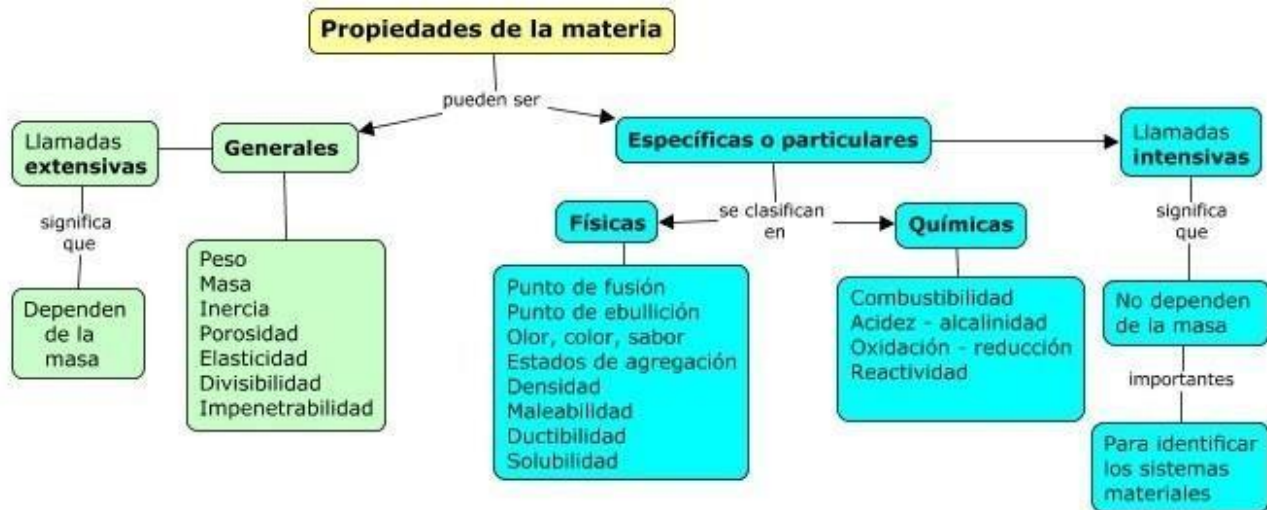 Propiedades de la materia
pueden ser
Llamadas
extensivas
Generales
Específicas o particulares
Llamadas
intensivas
significa
que
Dependen
de la
masa
Peso
Masa
Inercia
Porosidad
Elasticidad
Divisibilidad
Impenetrabilidad
se clasifican
en
Físicas
Químicas
Punto de fusión
Punto de ebullición
Olor, color, sabor
Estados de agregación
Densidad
Maleabilidad
Ductibilidad
Solubilidad
Combustibilidad
Acidez - alcalinidad
Oxidación - reducción
Reactividad
significa
que
No dependen
de la masa
importantes
Para identificar
los sistemas
materiales